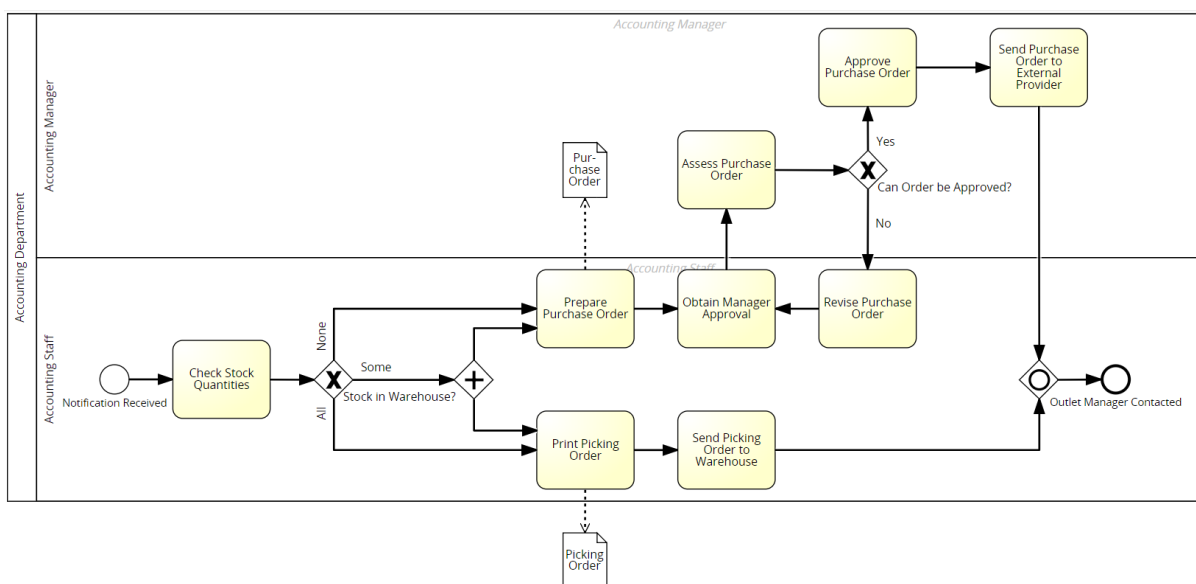 Accounting Department
Accounting Manager
Accounting Manager
Approve
Purchase Order
Send Purchase
Order to
External
Provider
Yes
Can Order be Approved?
No
Assess Purchase
Order
Pur-
chase
Order
Accounting Staff
Accounting Staff
Prepare
Purchase Order
Obtain Manager
Approval
Revise Purchase
Order
None
Some
Stock in Warehouse?
All
Check Stock
Quantities
Notification Received
Print Picking
Order
Send Picking
Order to
Warehouse
Outlet Manager Contacted
Picking
Order